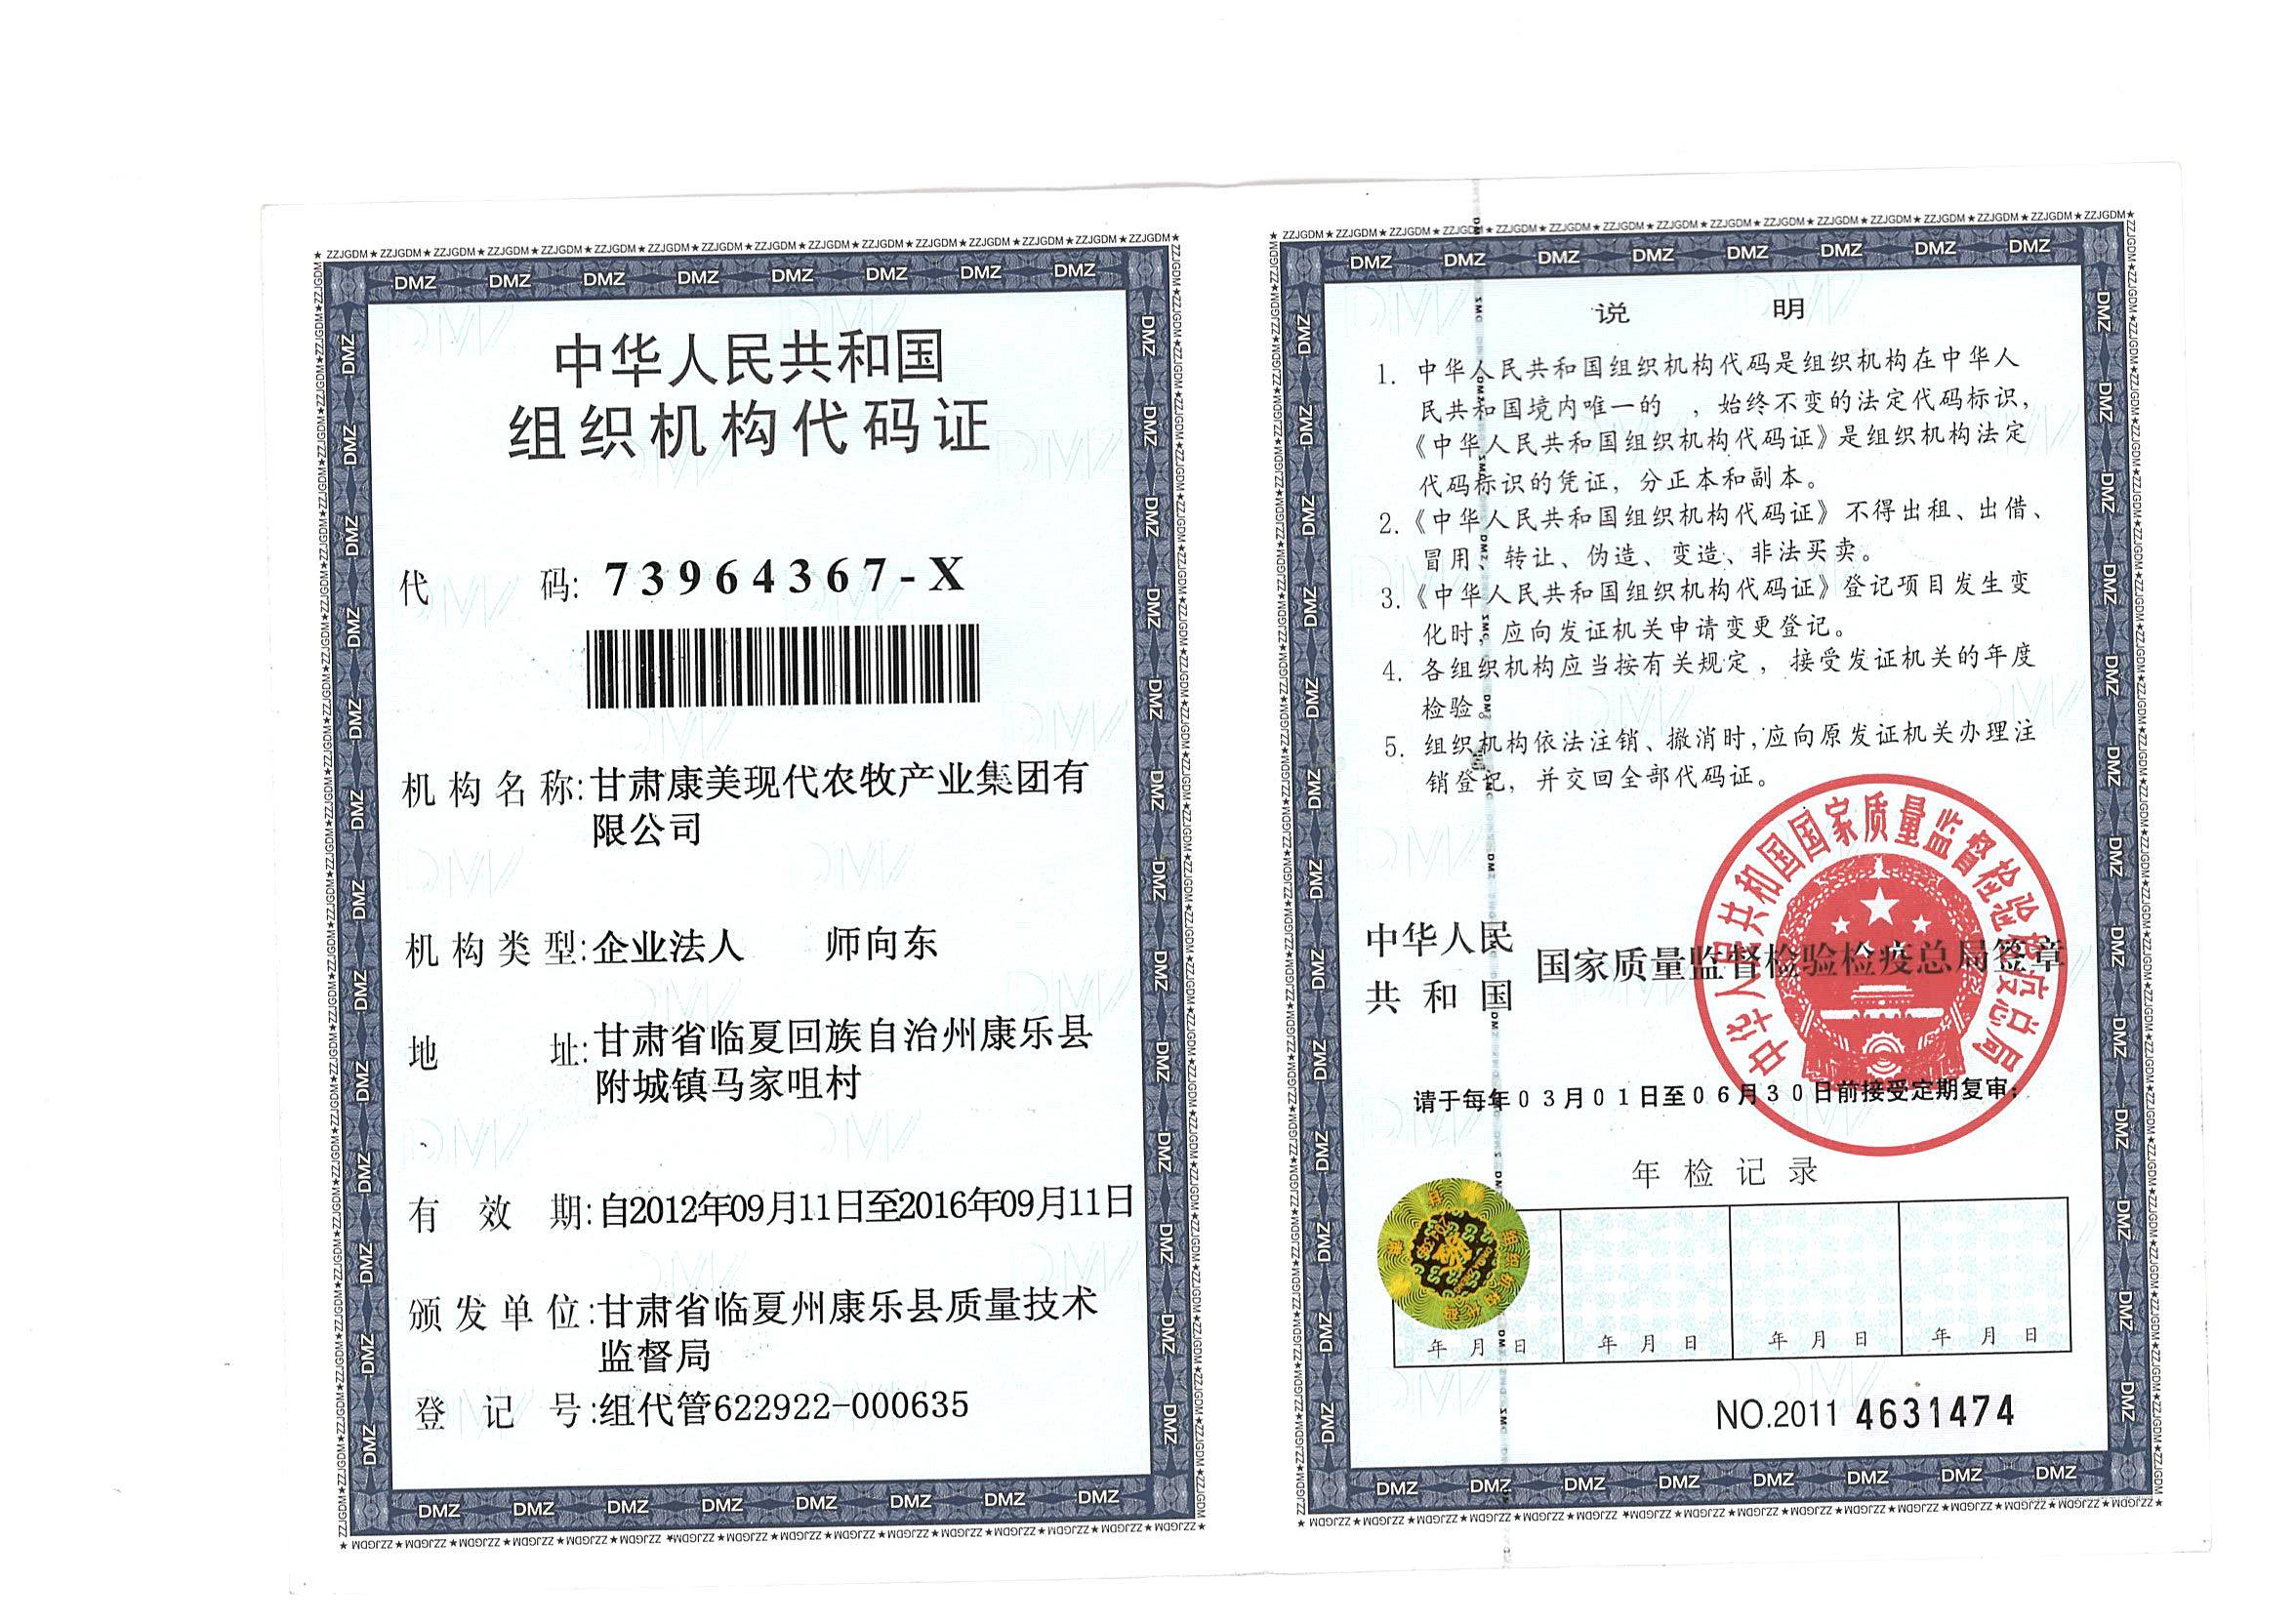 中华人民共和国
组织机构代码证
代 码: 73964367-X
机构名称: 甘肃康美现代农牧产业集团有
限公司
机构类型: 企业法人 师向东
地 址: 甘肃省临夏回族自治州康乐县
附城镇马家咀村
有 效 期: 自2012年09月11日至2016年09月11日
颁发单位: 甘肃省临夏州康乐县质量技术
监督局
登 记 号: 组代管622922-000635
说 明
1. 中华人民共和国组织机构代码是组织机构在中华人
民共和国境内唯一的 ，始终不变的法定代码标识，
《中华人民共和国组织机构代码证》是组织机构法定
代码标识的凭证，分正本和副本。
2.《中华人民共和国组织机构代码证》不得出租、出借、
冒用、转让、伪造、变造、非法买卖。
3.《中华人民共和国组织机构代码证》登记项目发生变
化时，应向发证机关申请变更登记。
4. 各组织机构应当按有关规定，接受发证机关的年度
检验。
5. 组织机构依法注销、撤消时,应向原发证机关办理注
销登记，并交回全部代码证。
中华人民
共和国
国家质量监督检验检疫总局签章
中华人民共和国国家质量监督检验检疫总局
请于每年03月01日至06月30日前接受定期复审;
年检记录
年 月 日 年 月 日 年 月 日 年 月 日
NO.2011 4631474